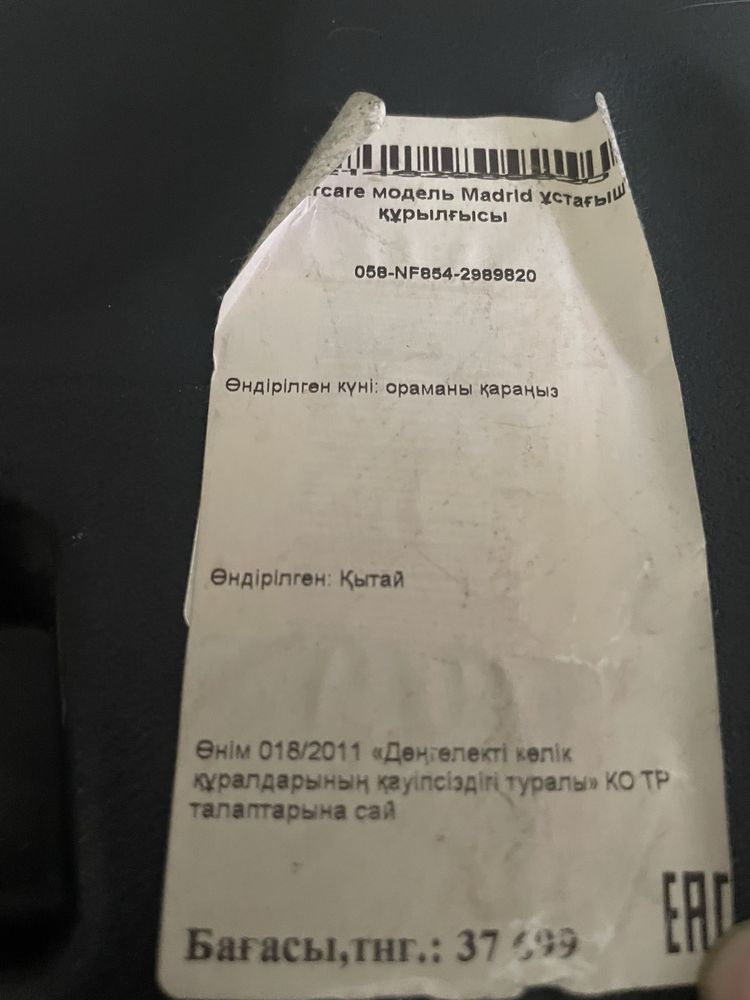 модель Madrid ұстағыш
құрылғысы
058-NF854-2989820
Өндірілген күні: ораманы қараңыз
Өндірілген: Қытай
Өнім 018/2011 «Дөңгелекті көлік
құралдарының қауіпсіздігі туралы» КО ТР
талаптарына сай
EAC
Бағасы,тнг.: 37